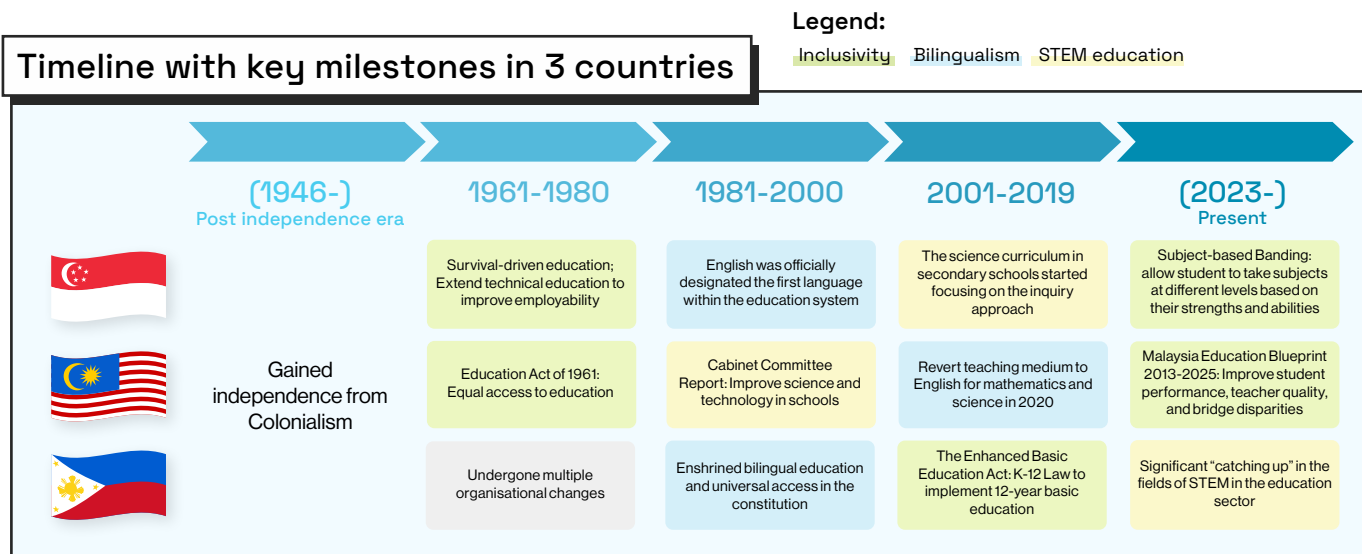 Legend:
Inclusivity Bilingualism STEM education
Timeline with key milestones in 3 countries
(1946-)
Post independence era
1961-1980
1981-2000
2001-2019
(2023-)
Present
Gained
independence from
Colonialism
Survival-driven education;
Extend technical education to
improve employability
English was officially
designated the first language
within the education system
The science curriculum in
secondary schools started
focusing on the inquiry
approach
Subject-based Banding:
allow student to take subjects
at different levels based on
their strengths and abilities
Education Act of 1961:
Equal access to education
Cabinet Committee
Report: Improve science and
technology in schools
Revert teaching medium to
English for mathematics and
science in 2020
Malaysia Education Blueprint
2013-2025: Improve student
performance, teacher quality,
and bridge disparities
Undergone multiple
organisational changes
Enshrined bilingual education
and universal access in the
constitution
The Enhanced Basic
Education Act: K-12 Law to
implement 12-year basic
education
Significant “catching up” in the
fields of STEM in the education
sector